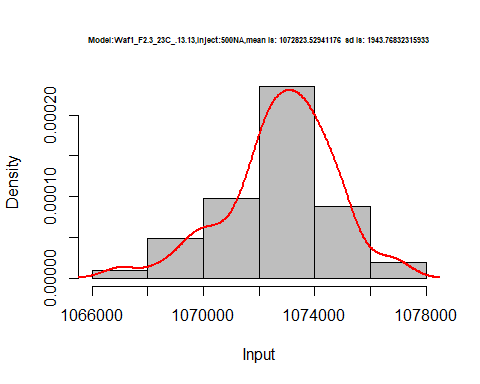 Model:Waf1_F2.3_23C_.13.13,Inject:500NA,mean is: 1072823.52941176 sd is: 1943.76832315933
0.00020
0.00010
0.00000
Density
1066000 1070000 1074000 1078000
Input